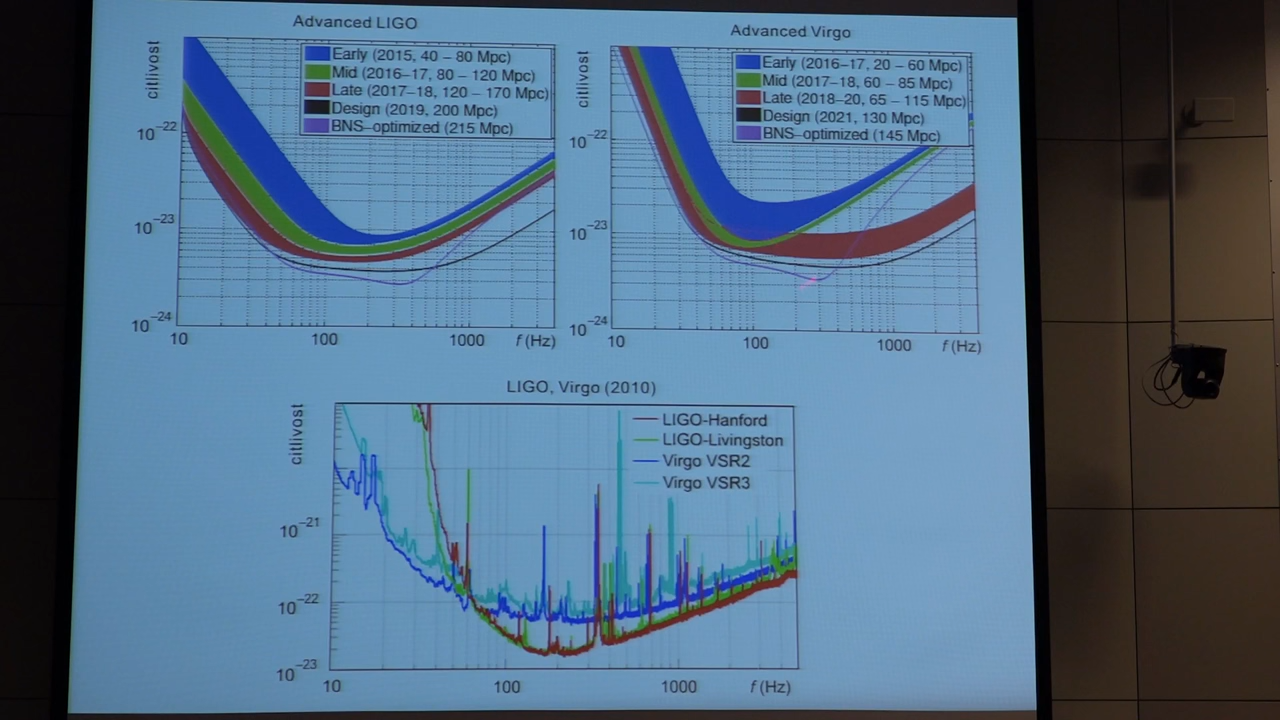 Advanced LIGO
citlivost
Early (2015, 40 – 80 Mpc)
Mid (2016–17, 80 – 120 Mpc)
Late (2017–18, 120 – 170 Mpc)
Design (2019, 200 Mpc)
BNS–optimized (215 Mpc)
10−22
10−23
10−24
10 100 1000 f (Hz)
Advanced Virgo
citlivost
Early (2016–17, 20 – 60 Mpc)
Mid (2017–18, 60 – 85 Mpc)
Late (2018–20, 65 – 115 Mpc)
Design (2021, 130 Mpc)
BNS–optimized (145 Mpc)
10−22
10−23
10−24
10 100 1000 f (Hz)
LIGO, Virgo (2010)
citlivost
LIGO-Hanford
LIGO-Livingston
Virgo VSR2
Virgo VSR3
10−21
10−22
10−23
10 100 1000 f (Hz)